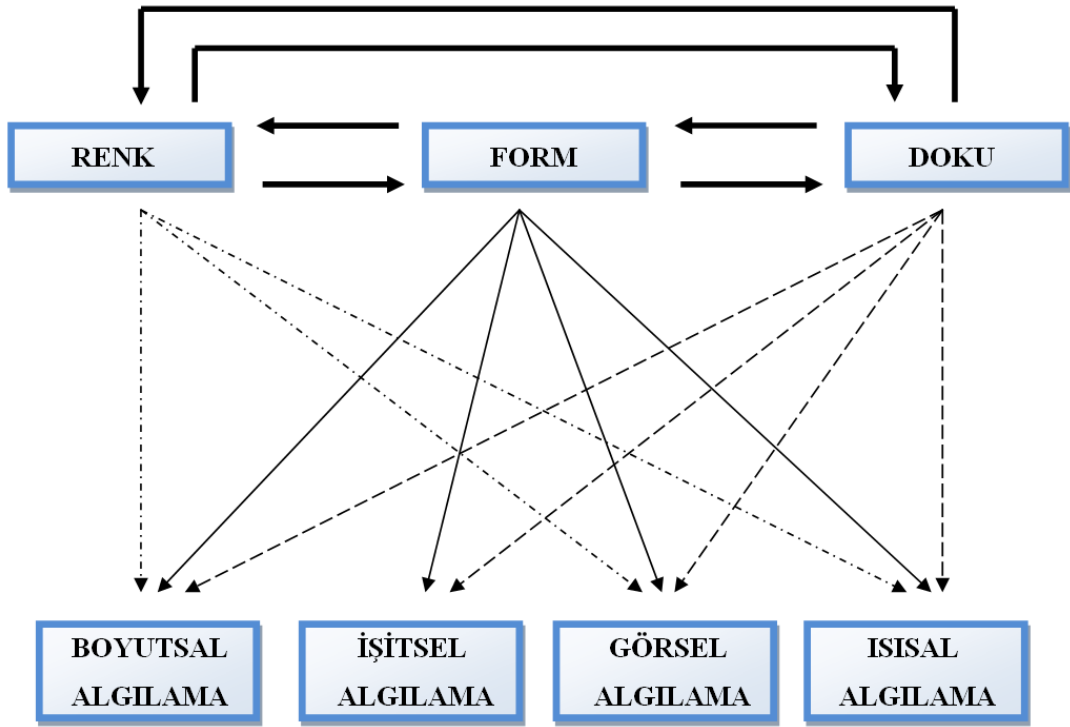 RENK
FORM
DOKU
BOYUTSAL
ALGILAMA
İŞİTSEL
ALGILAMA
GÖRSEL
ALGILAMA
ISISAL
ALGILAMA